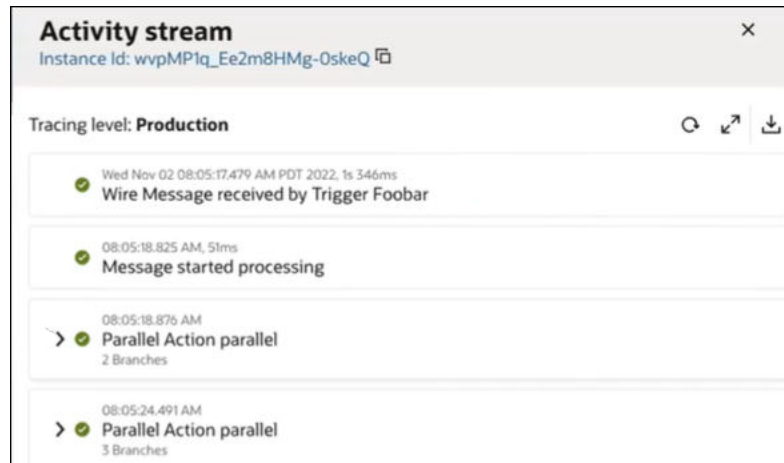 Activity stream
Instance Id: wvpMP1q_Ee2m8HMg-0skeQ
Tracing level: Production
Wed Nov 02 08:05:17.479 AM PDT 2022, 1s 346ms
Wire Message received by Trigger Foobar
08:05:18.825 AM, 51ms
Message started processing
08:05:18.876 AM
Parallel Action parallel
2 Branches
08:05:24.491 AM
Parallel Action parallel
3 Branches